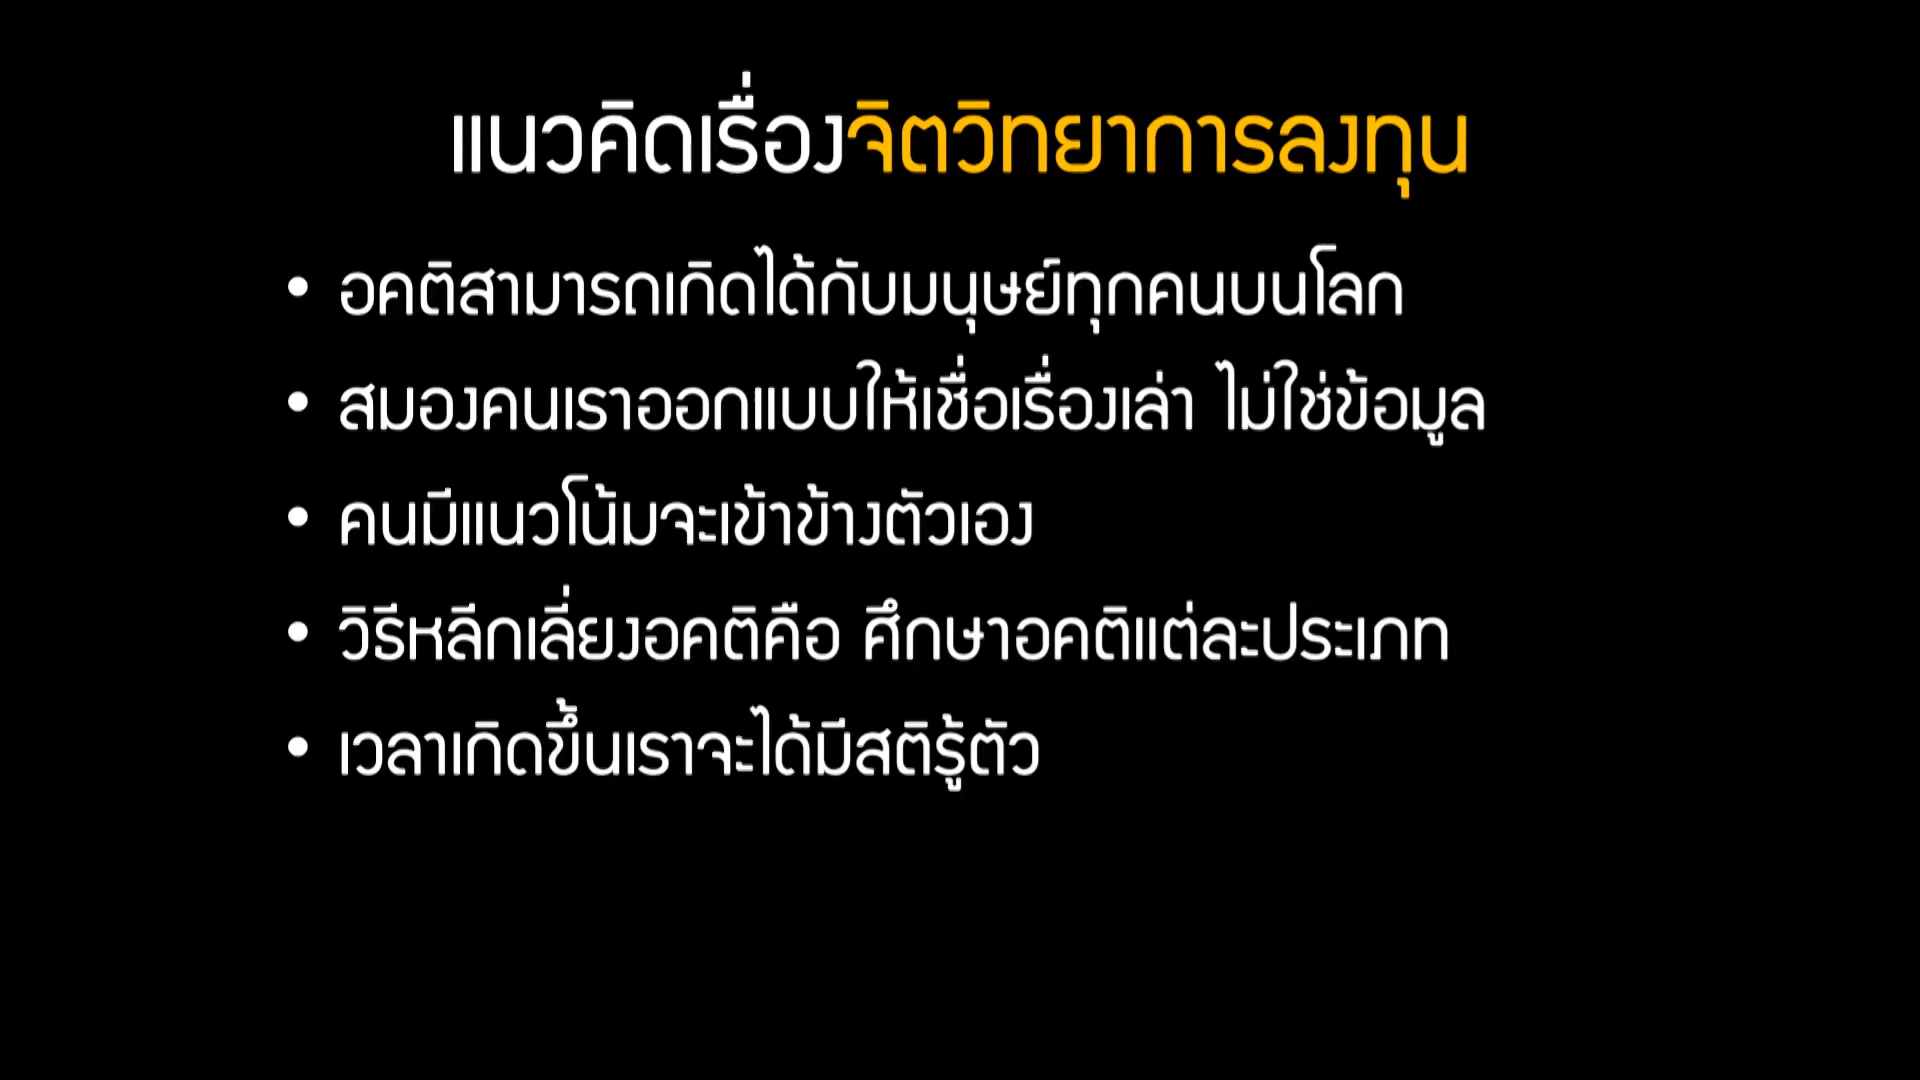 แนวคิดเรื่องจิตวิทยาการลงทุน
• อคติสามารถเกิดได้กับมนุษย์ทุกคนบนโลก
• สมองคนเราออกแบบให้เชื่อเรื่องเล่า ไม่ใช่ข้อมูล
• คนมีแนวโน้มจะเข้าข้างตัวเอง
• วิธีหลีกเลี่ยงอคติคือ ศึกษาอคติแต่ละประเภท
• เวลาเกิดขึ้นเราจะได้มีสติรู้ตัว